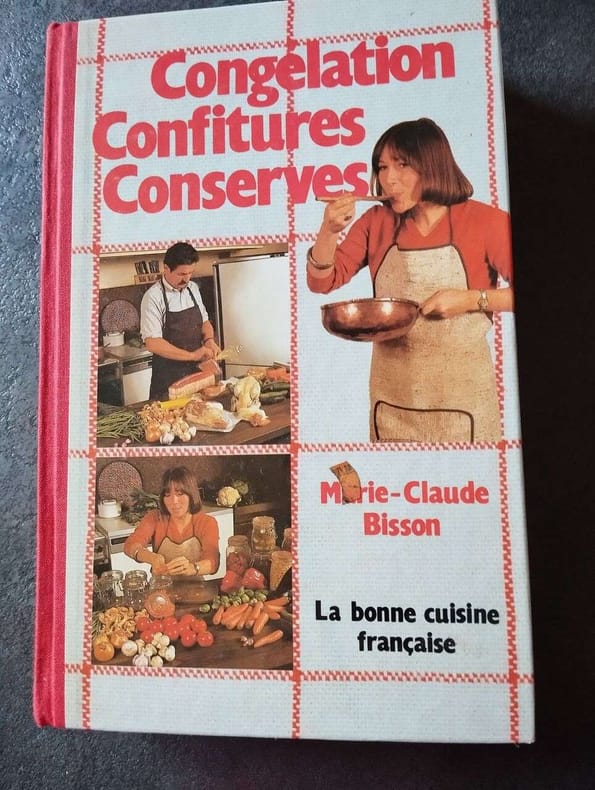 Congélation
Confitures
Conserves
Marie-Claude
Bisson
La bonne cuisine
française